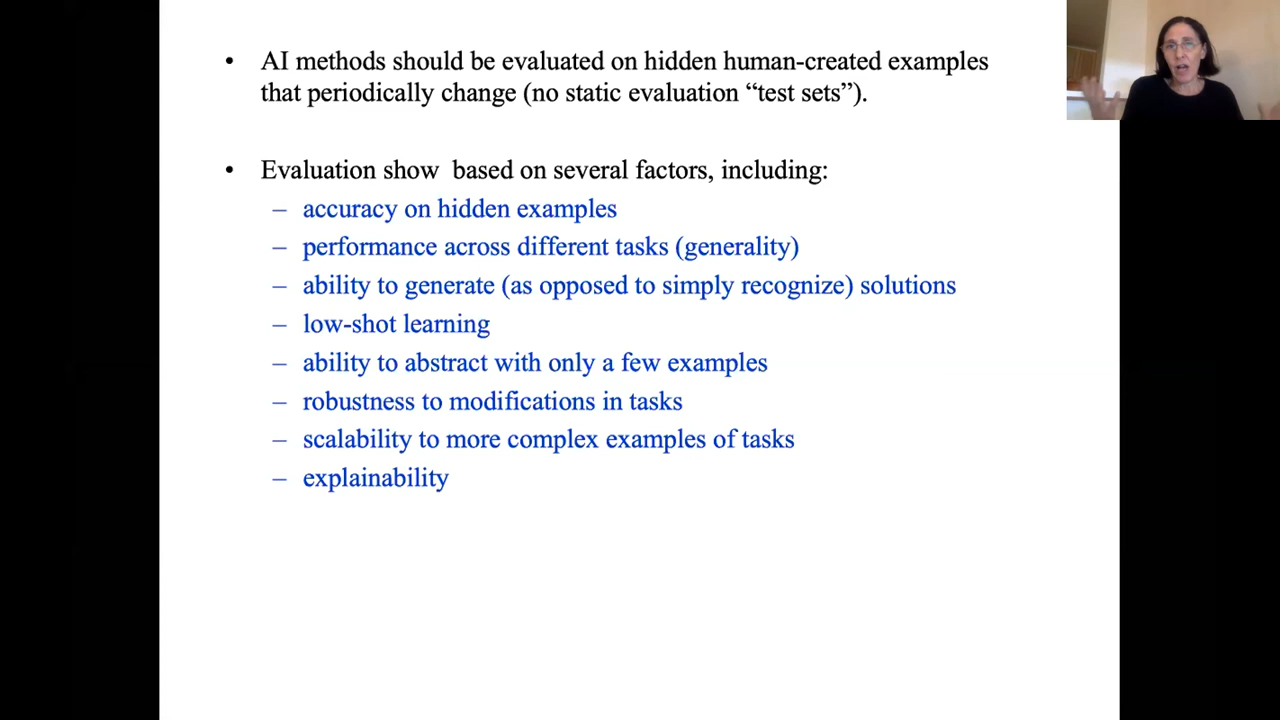 • AI methods should be evaluated on hidden human-created examples
that periodically change (no static evaluation “test sets”).
• Evaluation show based on several factors, including:
– accuracy on hidden examples
– performance across different tasks (generality)
– ability to generate (as opposed to simply recognize) solutions
– low-shot learning
– ability to abstract with only a few examples
– robustness to modifications in tasks
– scalability to more complex examples of tasks
– explainability